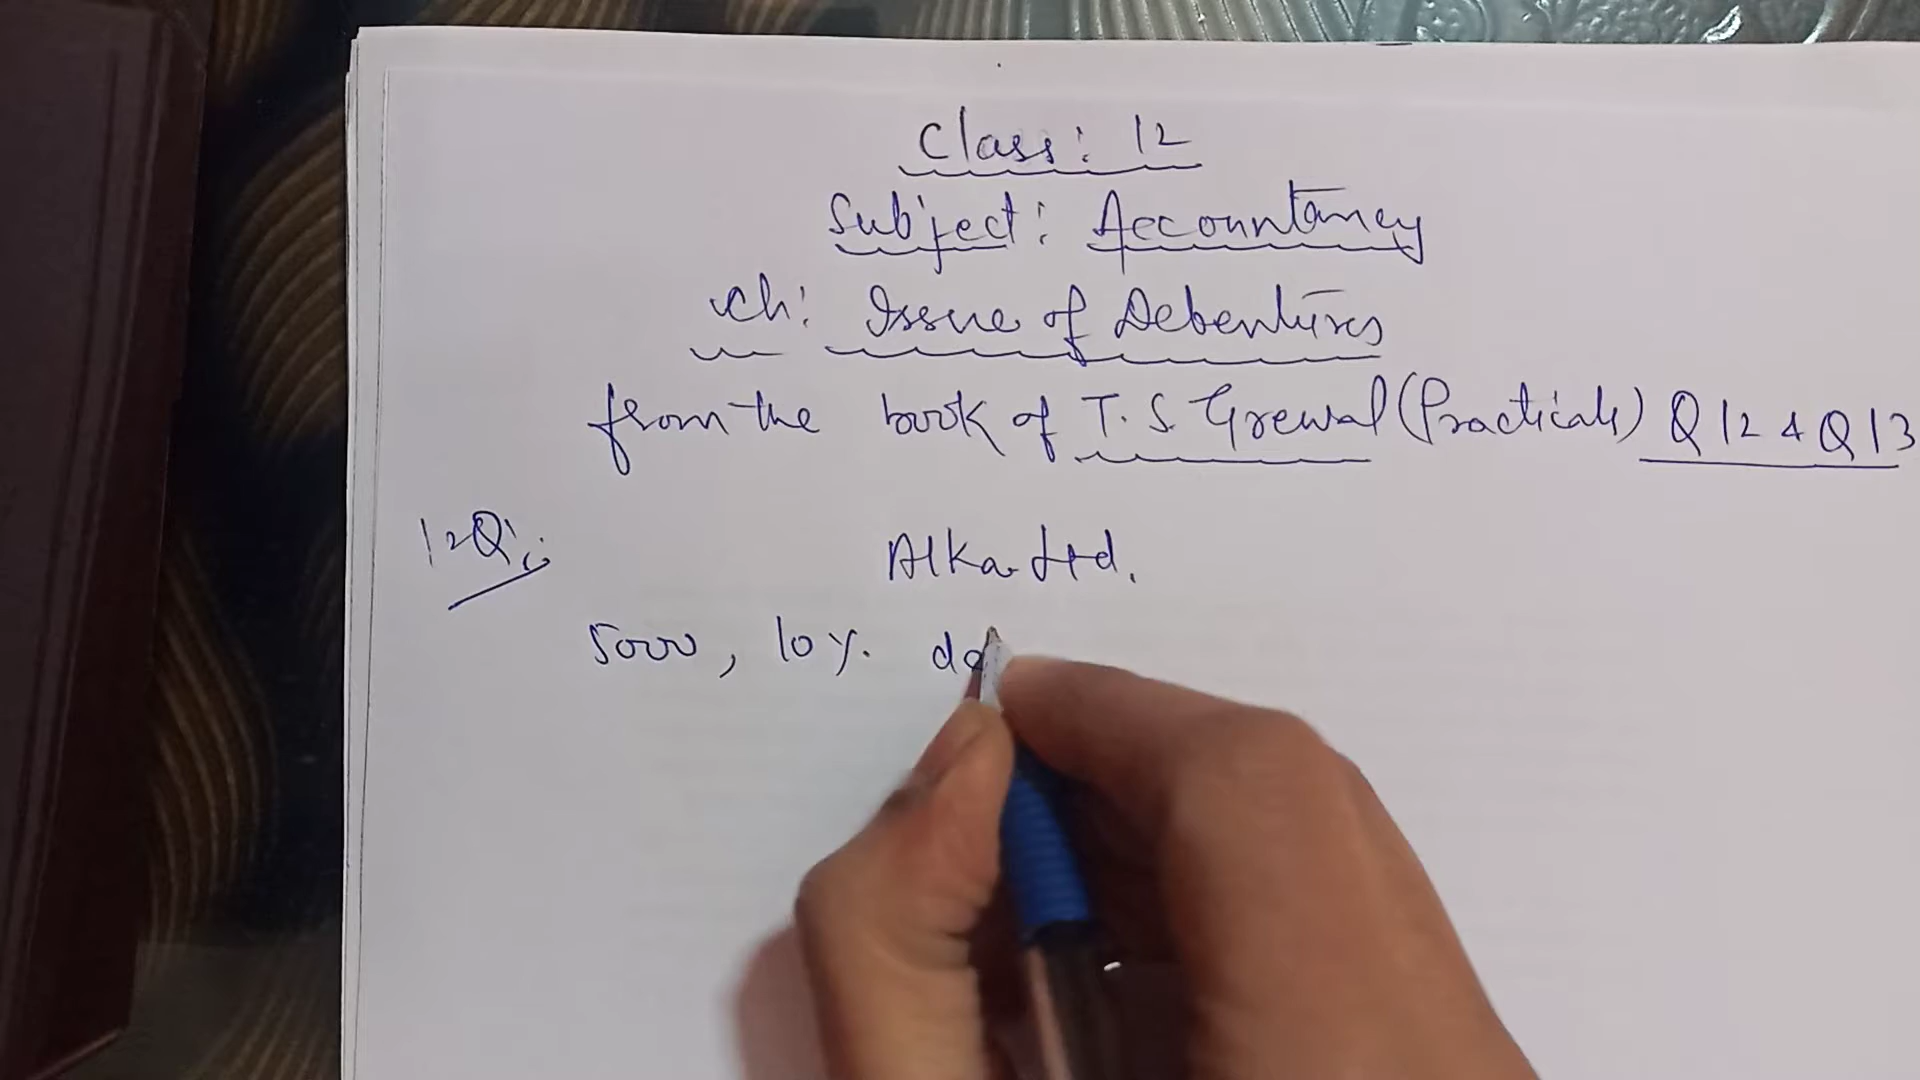 Class: 12
Subject: Accountancy
Ch: Issue of Debentures
from the book of T.S. Grewal (Practicals) Q12 & Q13
12Q:
Alka Ltd.
5000, 10%. de